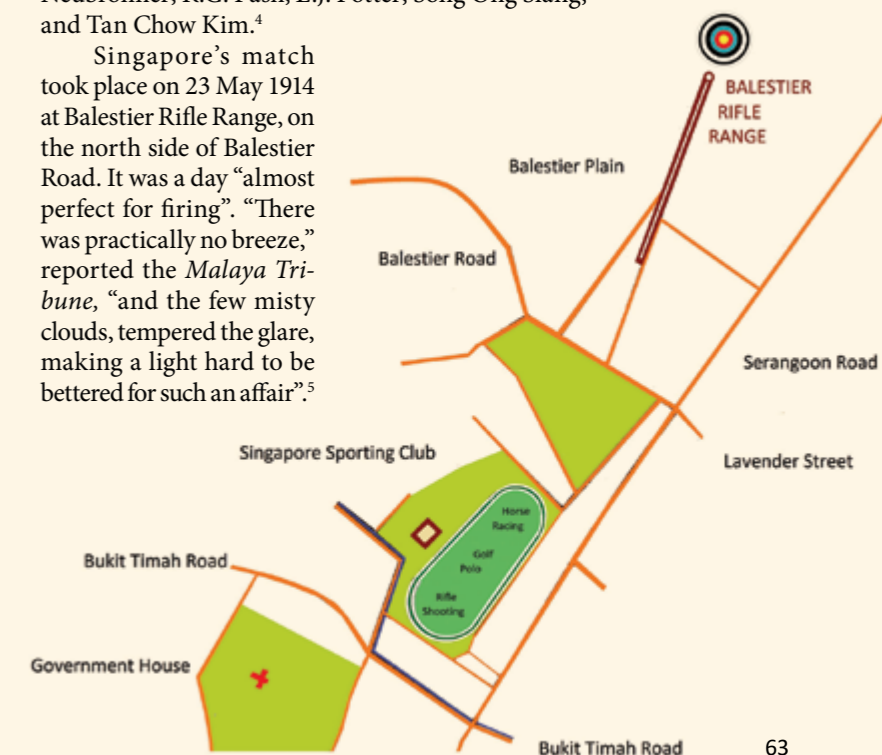 and Tan Chow Kim.⁴
Singapore’s match
took place on 23 May 1914
at Balestier Rifle Range, on
the north side of Balestier
Road. It was a day “almost
perfect for firing”. “There
was practically no breeze,”
reported the Malaya Tri-
bune, “and the few misty
clouds, tempered the glare,
making a light hard to be
bettered for such an affair”.⁵
BALESTIER
RIFLE
RANGE
Balestier Plain
Balestier Road
Serangoon Road
Singapore Sporting Club
Lavender Street
Horse
Racing
Golf
Polo
Rifle
Shooting
Bukit Timah Road
Government House
Bukit Timah Road
63